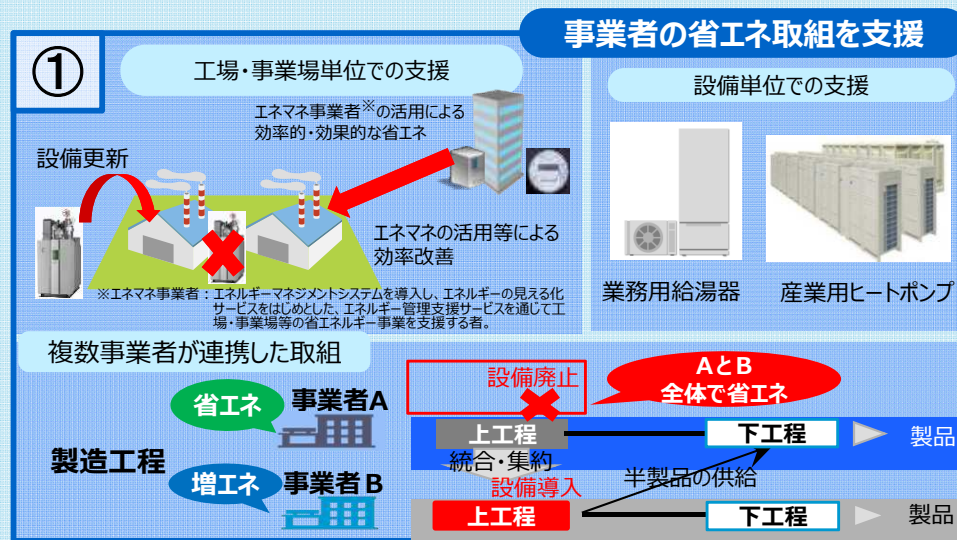 事業者の省エネ取組を支援
①
工場・事業場単位での支援
エネマネ事業者※の活用による
効率的・効果的な省エネ
設備更新
エネマネの活用等による
効率改善
※エネマネ事業者：エネルギーマネジメントシステムを導入し、エネルギーの見える化
サービスをはじめとした、エネルギー管理支援サービスを通じて工
場・事業場等の省エネルギー事業を支援する者。
設備単位での支援
業務用給湯器
産業用ヒートポンプ
複数事業者が連携した取組
製造工程
省エネ
事業者A
増エネ
事業者B
設備廃止
AとB
全体で省エネ
上工程
下工程
製品
統合・集約
設備導入
半製品の供給
上工程
下工程
製品